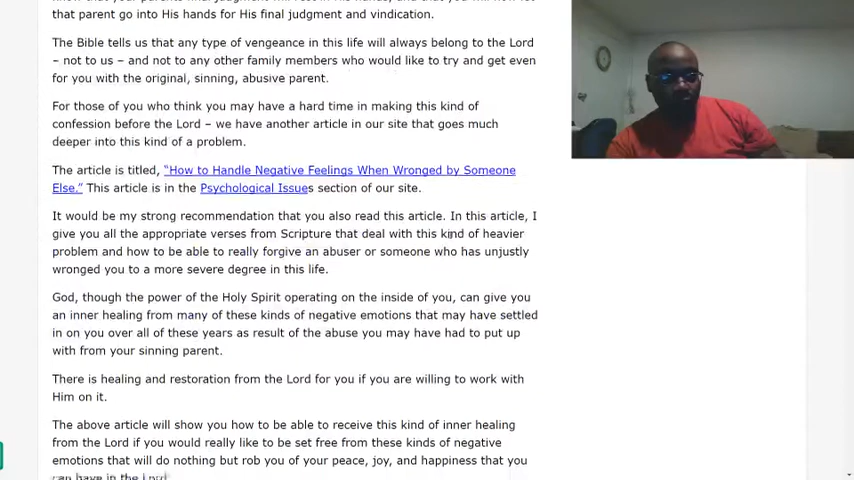 that parent go into His hands for His final judgment and vindication.
The Bible tells us that any type of vengeance in this life will always belong to the Lord
– not to us – and not to any other family members who would like to try and get even
for you with the original, sinning, abusive parent.
For those of you who think you may have a hard time in making this kind of
confession before the Lord – we have another article in our site that goes much
deeper into this kind of a problem.
The article is titled, “How to Handle Negative Feelings When Wronged by Someone
Else.” This article is in the Psychological Issues section of our site.
It would be my strong recommendation that you also read this article. In this article, I
give you all the appropriate verses from Scripture that deal with this kind of heavier
problem and how to be able to really forgive an abuser or someone who has unjustly
wronged you to a more severe degree in this life.
God, though the power of the Holy Spirit operating on the inside of you, can give you
an inner healing from many of these kinds of negative emotions that may have settled
in on you over all of these years as result of the abuse you may have had to put up
with from your sinning parent.
There is healing and restoration from the Lord for you if you are willing to work with
Him on it.
The above article will show you how to be able to receive this kind of inner healing
from the Lord if you would really like to be set free from these kinds of negative
emotions that will do nothing but rob you of your peace, joy, and happiness that you
can have in the Lord.